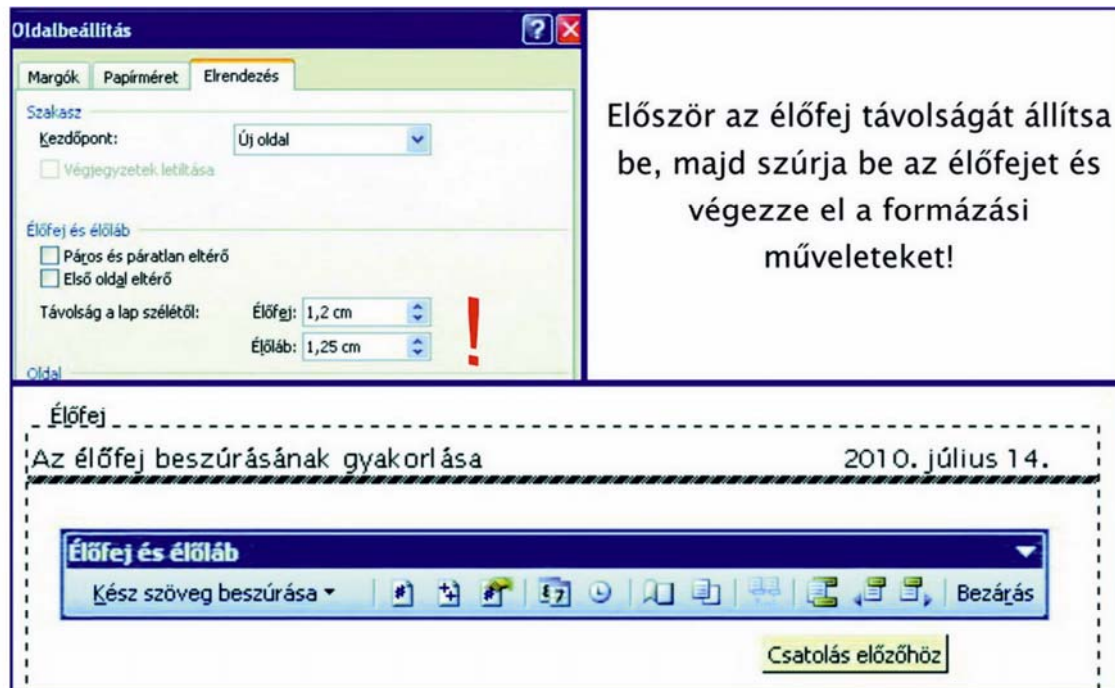 Oldalbeállítás
Margók Papírméret Elrendezés
Szakasz
Kezdőpont: Új oldal
Végjegyzetek letiltása
Élőfej és élőláb
Páros és páratlan eltérő
Első oldal eltérő
Távolság a lap szélétől: Élőfej: 1,2 cm
Élőláb: 1,25 cm
!
Oldal
Először az élőfej távolságát állítsa
be, majd szúrja be az élőfejet és
végezze el a formázási
műveleteket!
Élőfej
Az élőfej beszúrásának gyakorlása 2010. július 14.
Élőfej és élőláb
Kész szöveg beszúrása Bezárás
Csatolás előzőhöz